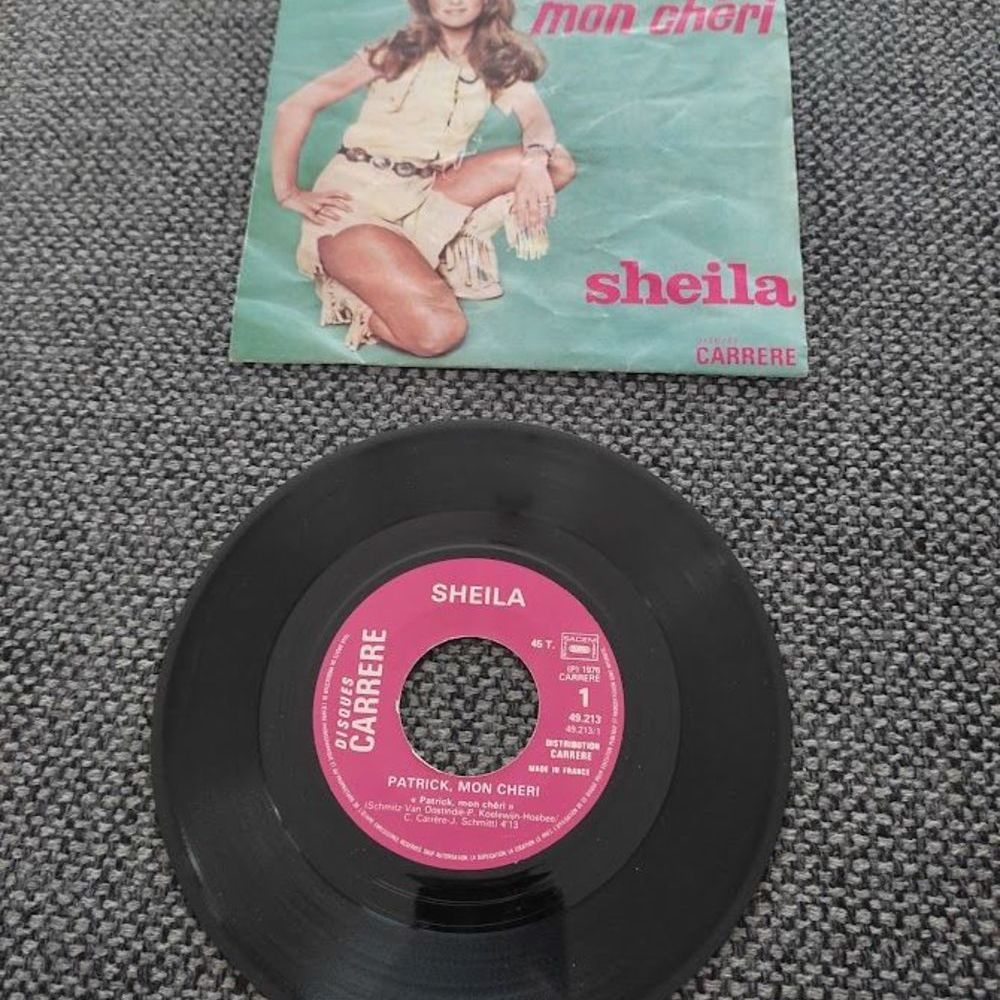 mon cheri
sheila
CARRERE
SHEILA
DISQUES
CARRERE
45 T.
SACEM
(P) 1976
CARRERE
1
49.213
49.213/1
DISTRIBUTION
CARRERE
MADE IN FRANCE
PATRICK, MON CHERI
« Patrick, mon chéri »
(Schmitz-Van Oostindie-P. Koelewijn-Hoebee/
C. Carrère-J. Schmitt) 4'13